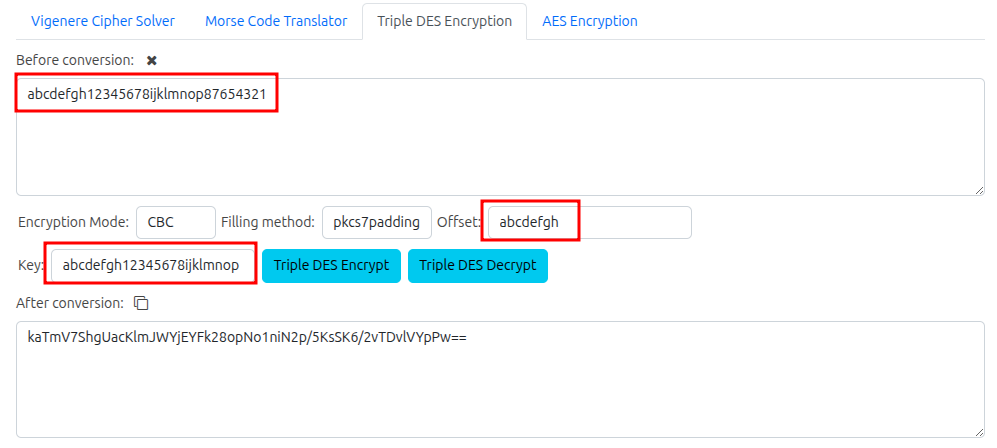 Vigenere Cipher Solver Morse Code Translator Triple DES Encryption AES Encryption
Before conversion: ✖
abcdefgh12345678ijklmnop87654321
Encryption Mode: CBC Filling method: pkcs7padding Offset: abcdefgh
Key: abcdefgh12345678ijklmnop Triple DES Encrypt Triple DES Decrypt
After conversion:
kaTmV7ShgUacKlmJWYjEYFk28opNo1niN2p/5KsSK6/2vTDvlVYpPw==